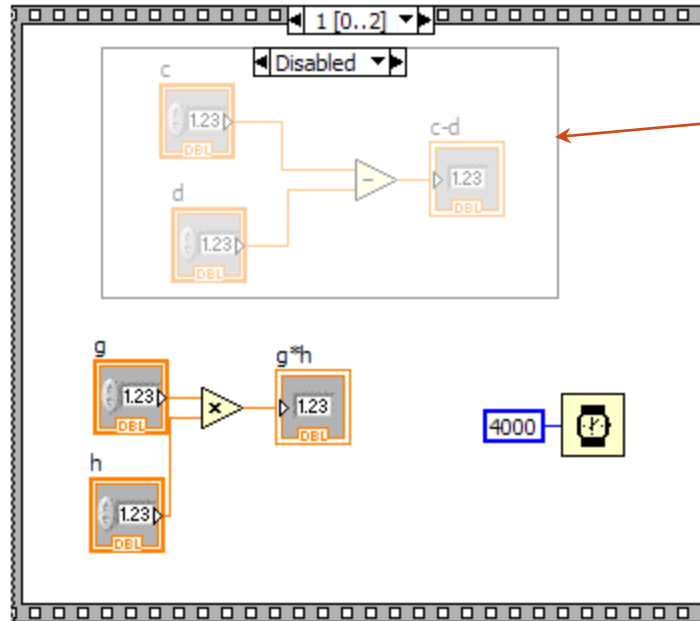 1 [0..2]
Disabled
c
1.23
DBL
c-d
1.23
DBL
d
1.23
DBL
g
1.23
DBL
g*h
1.23
DBL
h
1.23
DBL
4000